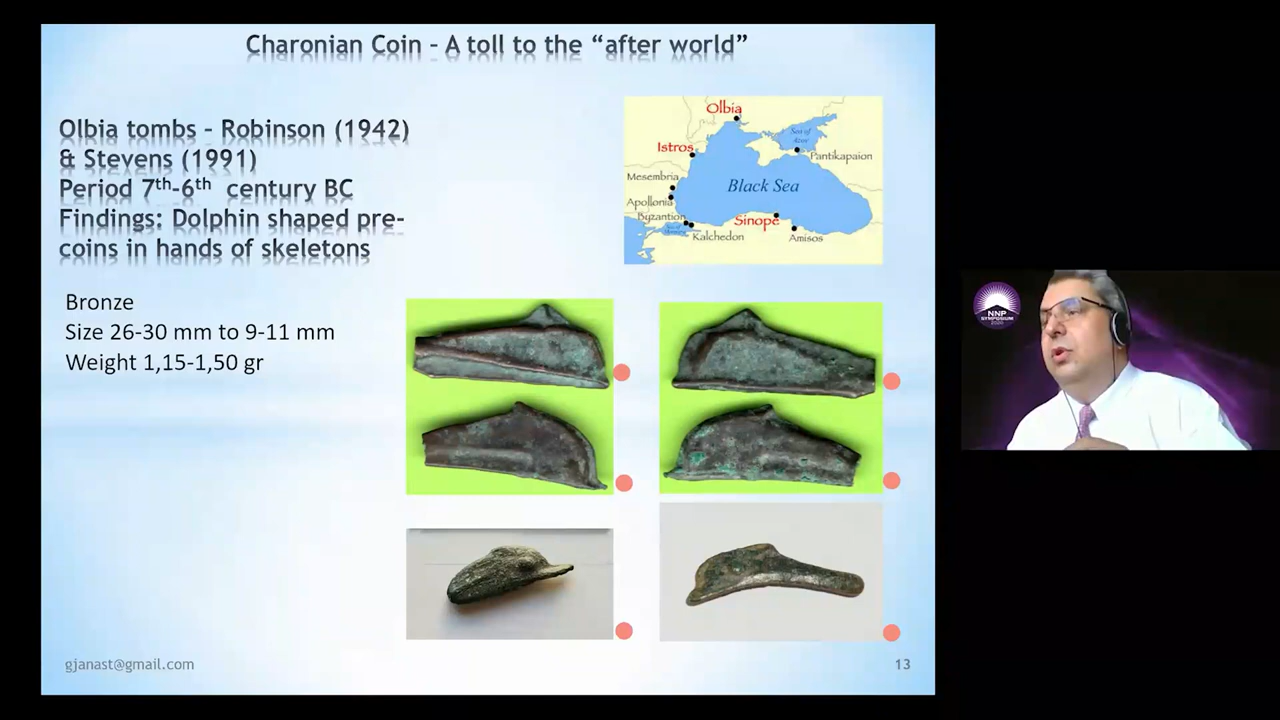 Charonian Coin – A toll to the “after world”
Olbia tombs – Robinson (1942)
& Stevens (1991)
Period 7th-6th century BC
Findings: Dolphin shaped pre-
coins in hands of skeletons
Bronze
Size 26-30 mm to 9-11 mm
Weight 1,15-1,50 gr
Olbia
Sea of
Azov
Istros
Pantikapaion
Mesembria
Black Sea
Apollonia
Byzantion
Sinope
Kalchedon
Amisos
NNP
SYMPOSIUM
gjanast@gmail.com
13